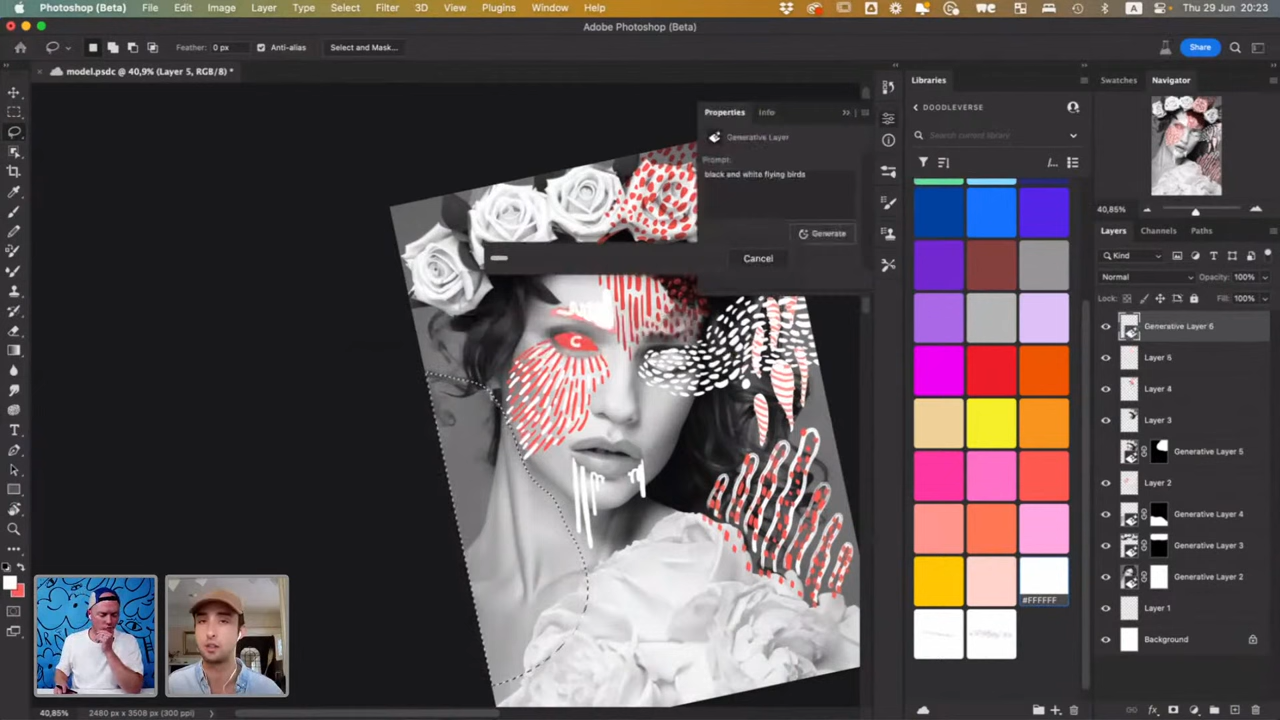 Photoshop (Beta) File Edit Image Layer Type Select Filter 3D View Plugins Window Help
A
Thu 29 Jun 20:23
Adobe Photoshop (Beta)
Feather: 0 px Anti-alias Select and Mask...
Share
model.psdc @ 40,9% (Layer 5, RGB/8) *
Properties Info
Generative Layer
Prompt:
black and white flying birds
Generate
Cancel
Libraries
DOODLEVERSE
Search current library
#FFFFFF
Swatches Navigator
40,85%
Layers Channels Paths
Kind
Normal Opacity: 100%
Lock: Fill: 100%
Generative Layer 6
Layer 5
Layer 4
Layer 3
Generative Layer 5
Layer 2
Generative Layer 4
Generative Layer 3
Generative Layer 2
Layer 1
Background
40,85% 2480 px x 3508 px (300 ppi)